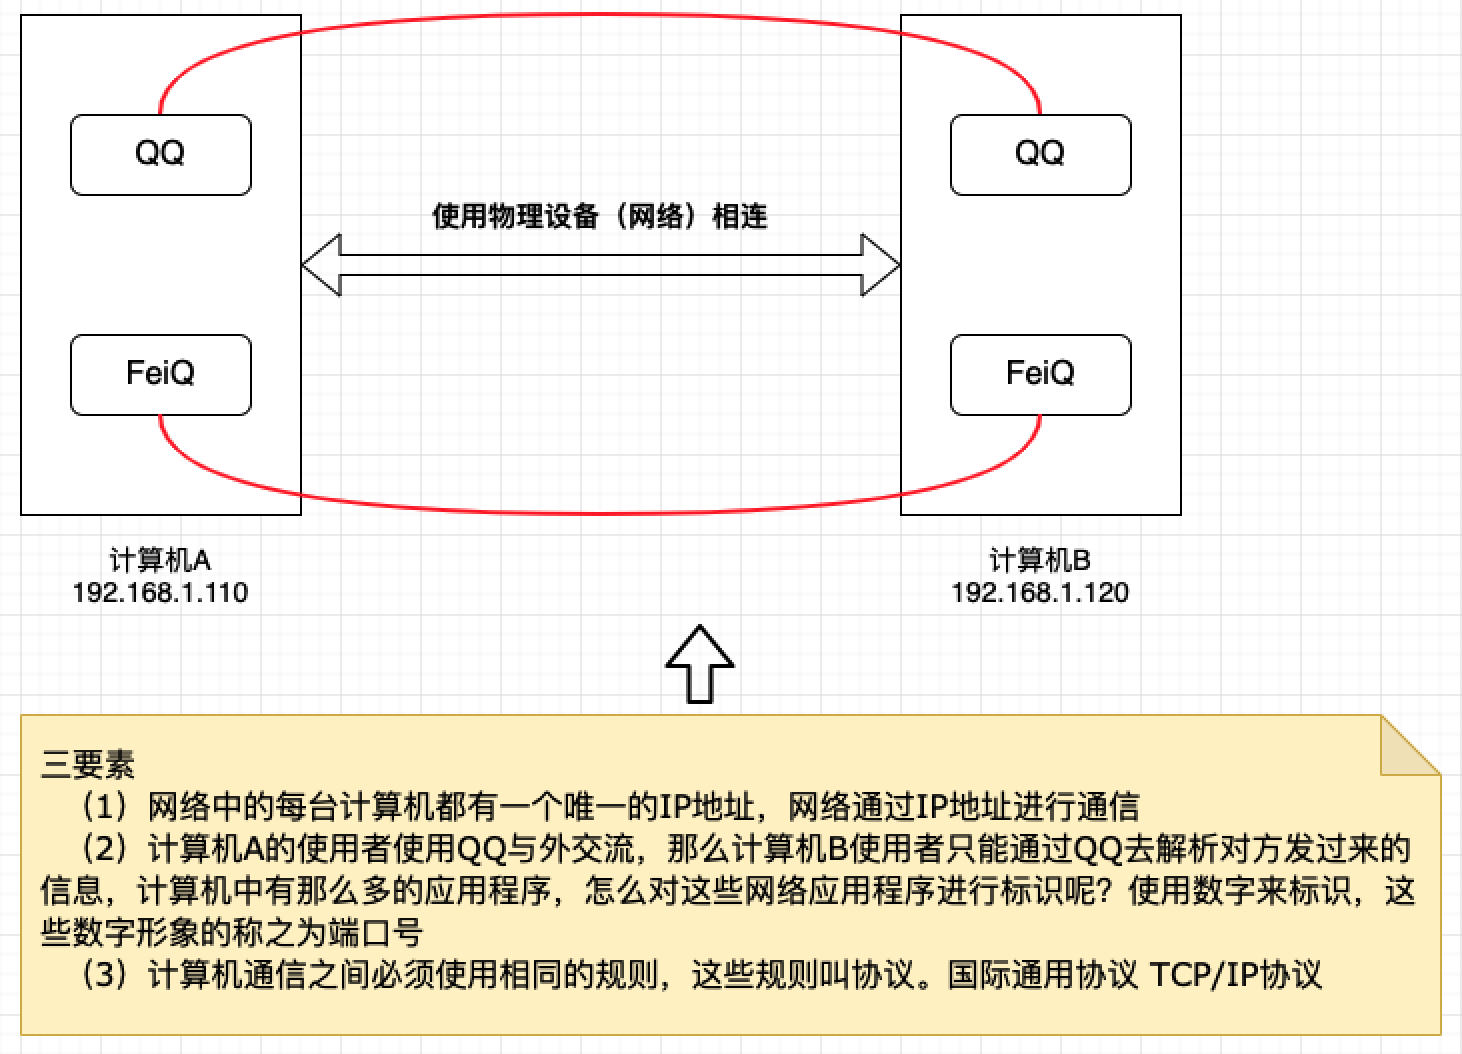 QQ
QQ
使用物理设备（网络）相连
FeiQ
FeiQ
计算机A
192.168.1.110
计算机B
192.168.1.120
三要素
（1）网络中的每台计算机都有一个唯一的IP地址，网络通过IP地址进行通信
（2）计算机A的使用者使用QQ与外交流，那么计算机B使用者只能通过QQ去解析对方发过来的
信息，计算机中有那么多的应用程序，怎么对这些网络应用程序进行标识呢？使用数字来标识，这
些数字形象的称之为端口号
（3）计算机通信之间必须使用相同的规则，这些规则叫协议。国际通用协议 TCP/IP协议